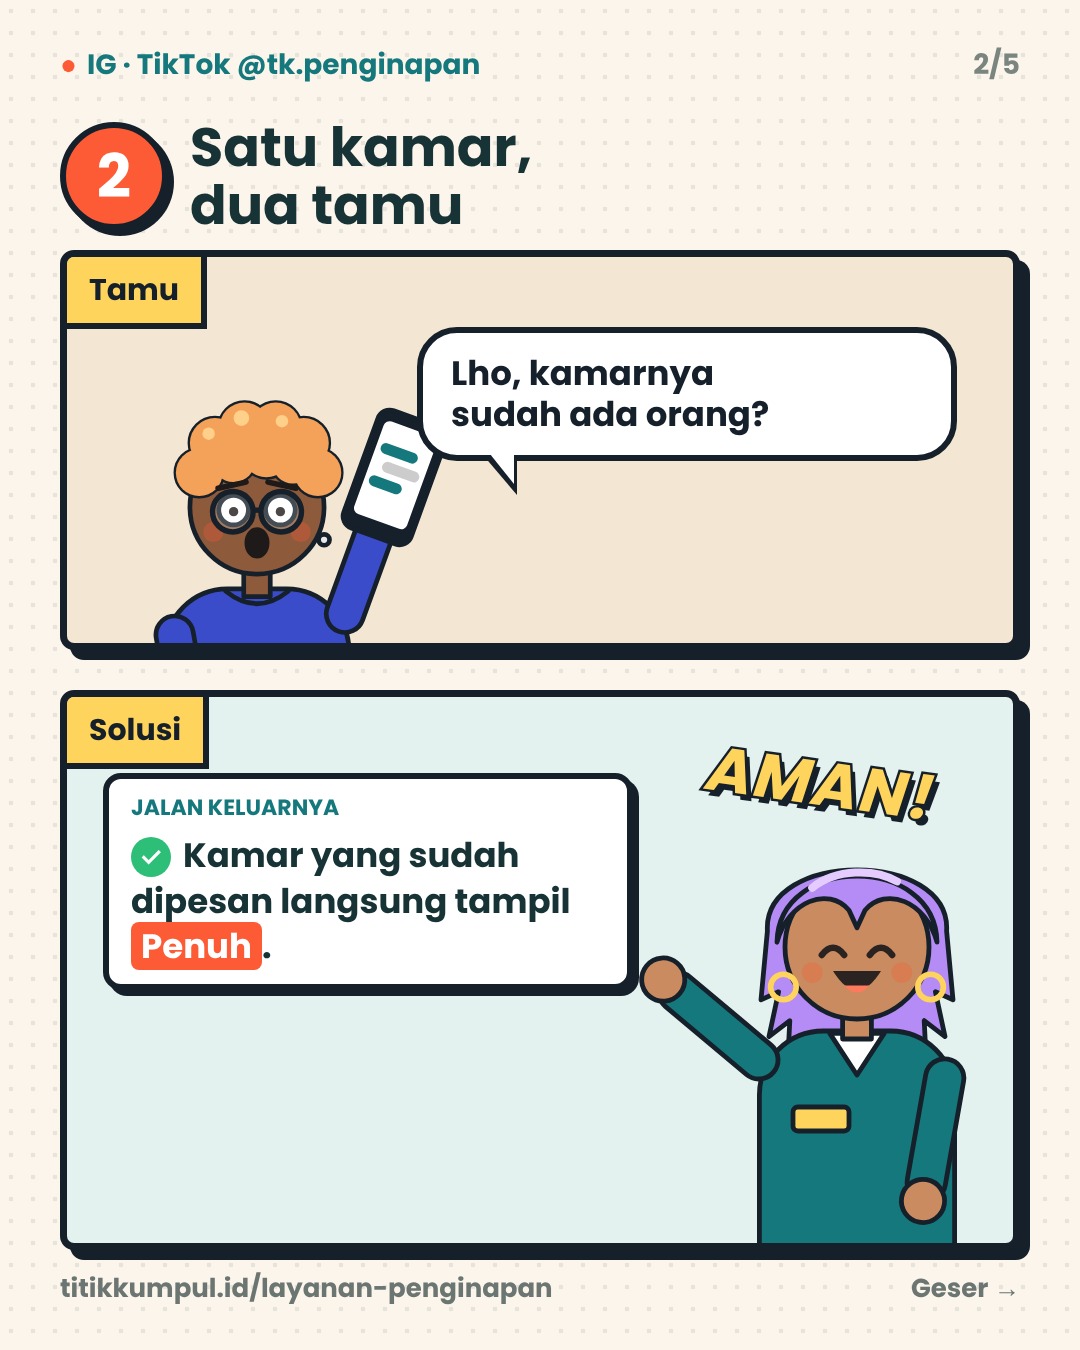 IG · TikTok @tk.penginapan
2/5
2
Satu kamar,
dua tamu
Tamu
Lho, kamarnya
sudah ada orang?
Solusi
AMAN!
JALAN KELUARNYA
Kamar yang sudah
dipesan langsung tampil
Penuh.
titikkumpul.id/layanan-penginapan
Geser →